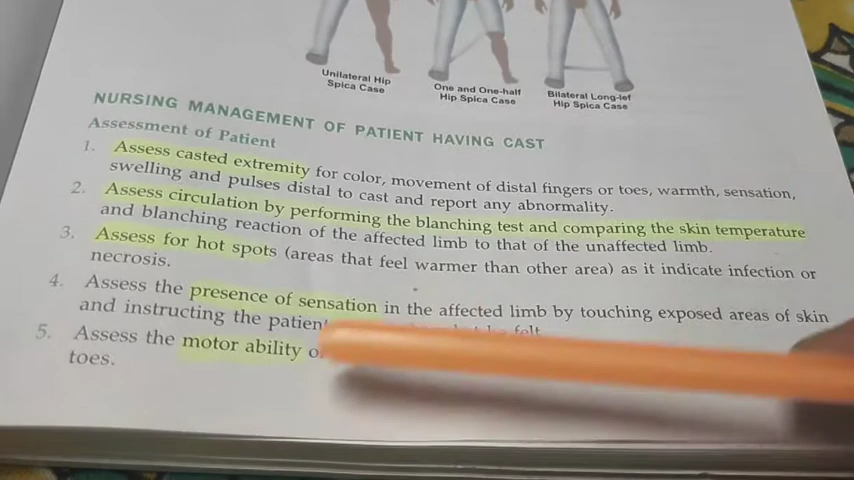 Unilateral Hip
Spica Case
One and One-half
Hip Spica Case
Bilateral Long-lef
Hip Spica Case
NURSING MANAGEMENT OF PATIENT HAVING CAST
Assessment of Patient
1. Assess casted extremity for color, movement of distal fingers or toes, warmth, sensation,
swelling and pulses distal to cast and report any abnormality.
2. Assess circulation by performing the blanching test and comparing the skin temperature
and blanching reaction of the affected limb to that of the unaffected limb.
3. Assess for hot spots (areas that feel warmer than other area) as it indicate infection or
necrosis.
4. Assess the presence of sensation in the affected limb by touching exposed areas of skin
and instructing the patient felt
5. Assess the motor ability
toes.